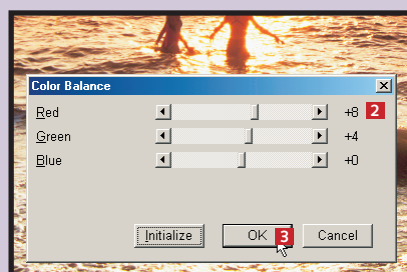 Color Balance
Red +8 2
Green +4
Blue +0
Initialize OK 3 Cancel